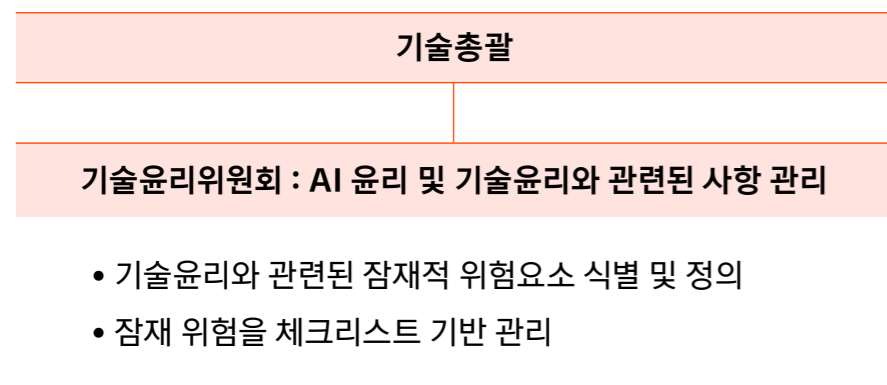 기술총괄
기술윤리위원회 : AI 윤리 및 기술윤리와 관련된 사항 관리
• 기술윤리와 관련된 잠재적 위험요소 식별 및 정의
• 잠재 위험을 체크리스트 기반 관리